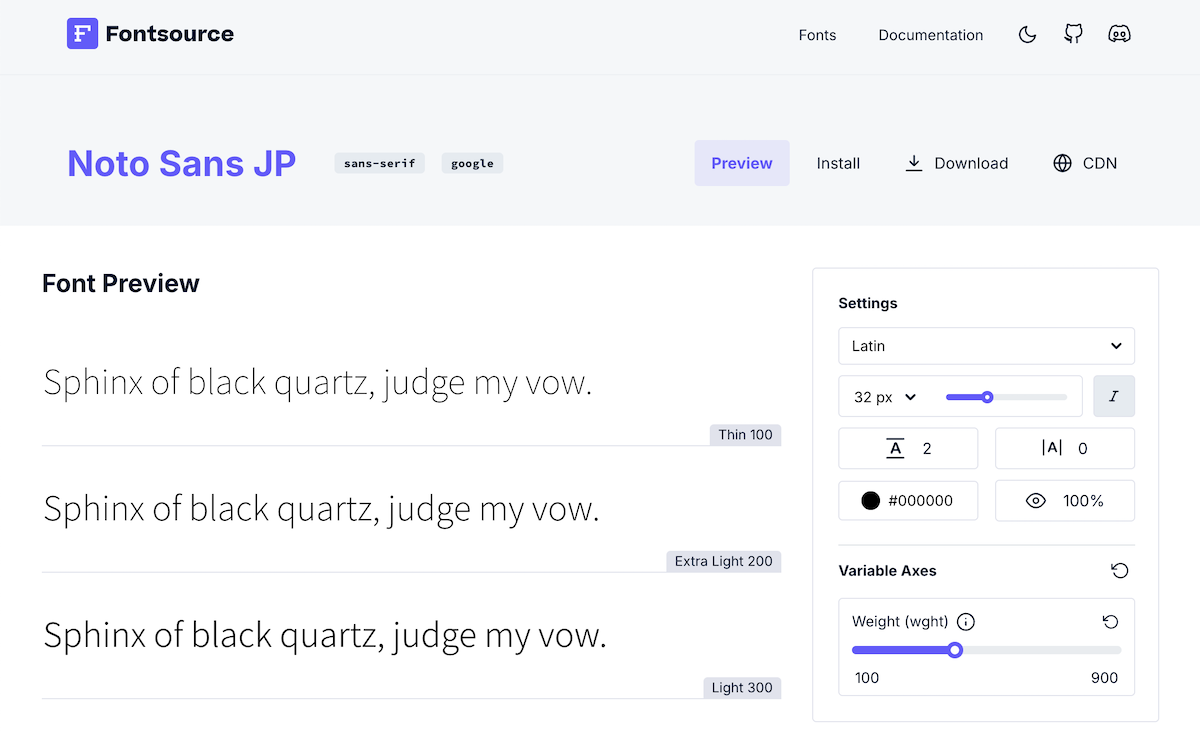 Fontsource
Fonts Documentation
Noto Sans JP sans-serif google
Preview Install Download CDN
Font Preview
Sphinx of black quartz, judge my vow.
Thin 100
Sphinx of black quartz, judge my vow.
Extra Light 200
Sphinx of black quartz, judge my vow.
Light 300
Settings
Latin
32 px I
A 2 |A| 0
#000000 100%
Variable Axes
Weight (wght)
100 900